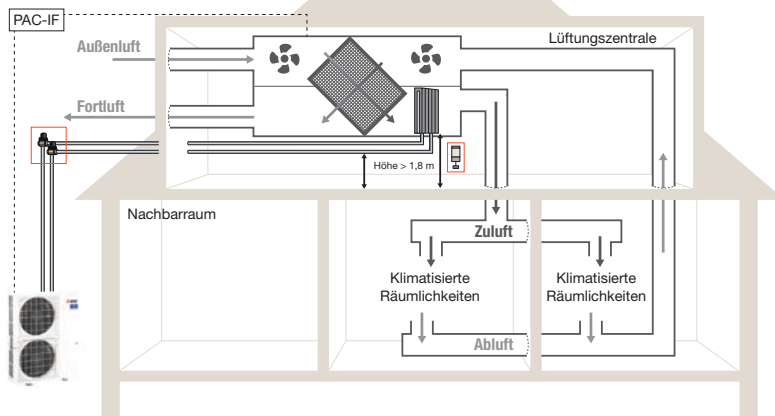 PAC-IF
Außenluft
Lüftungszentrale
Fortluft
Höhe > 1,8 m
Nachbarraum
Zuluft
Klimatisierte
Räumlichkeiten
Klimatisierte
Räumlichkeiten
Abluft